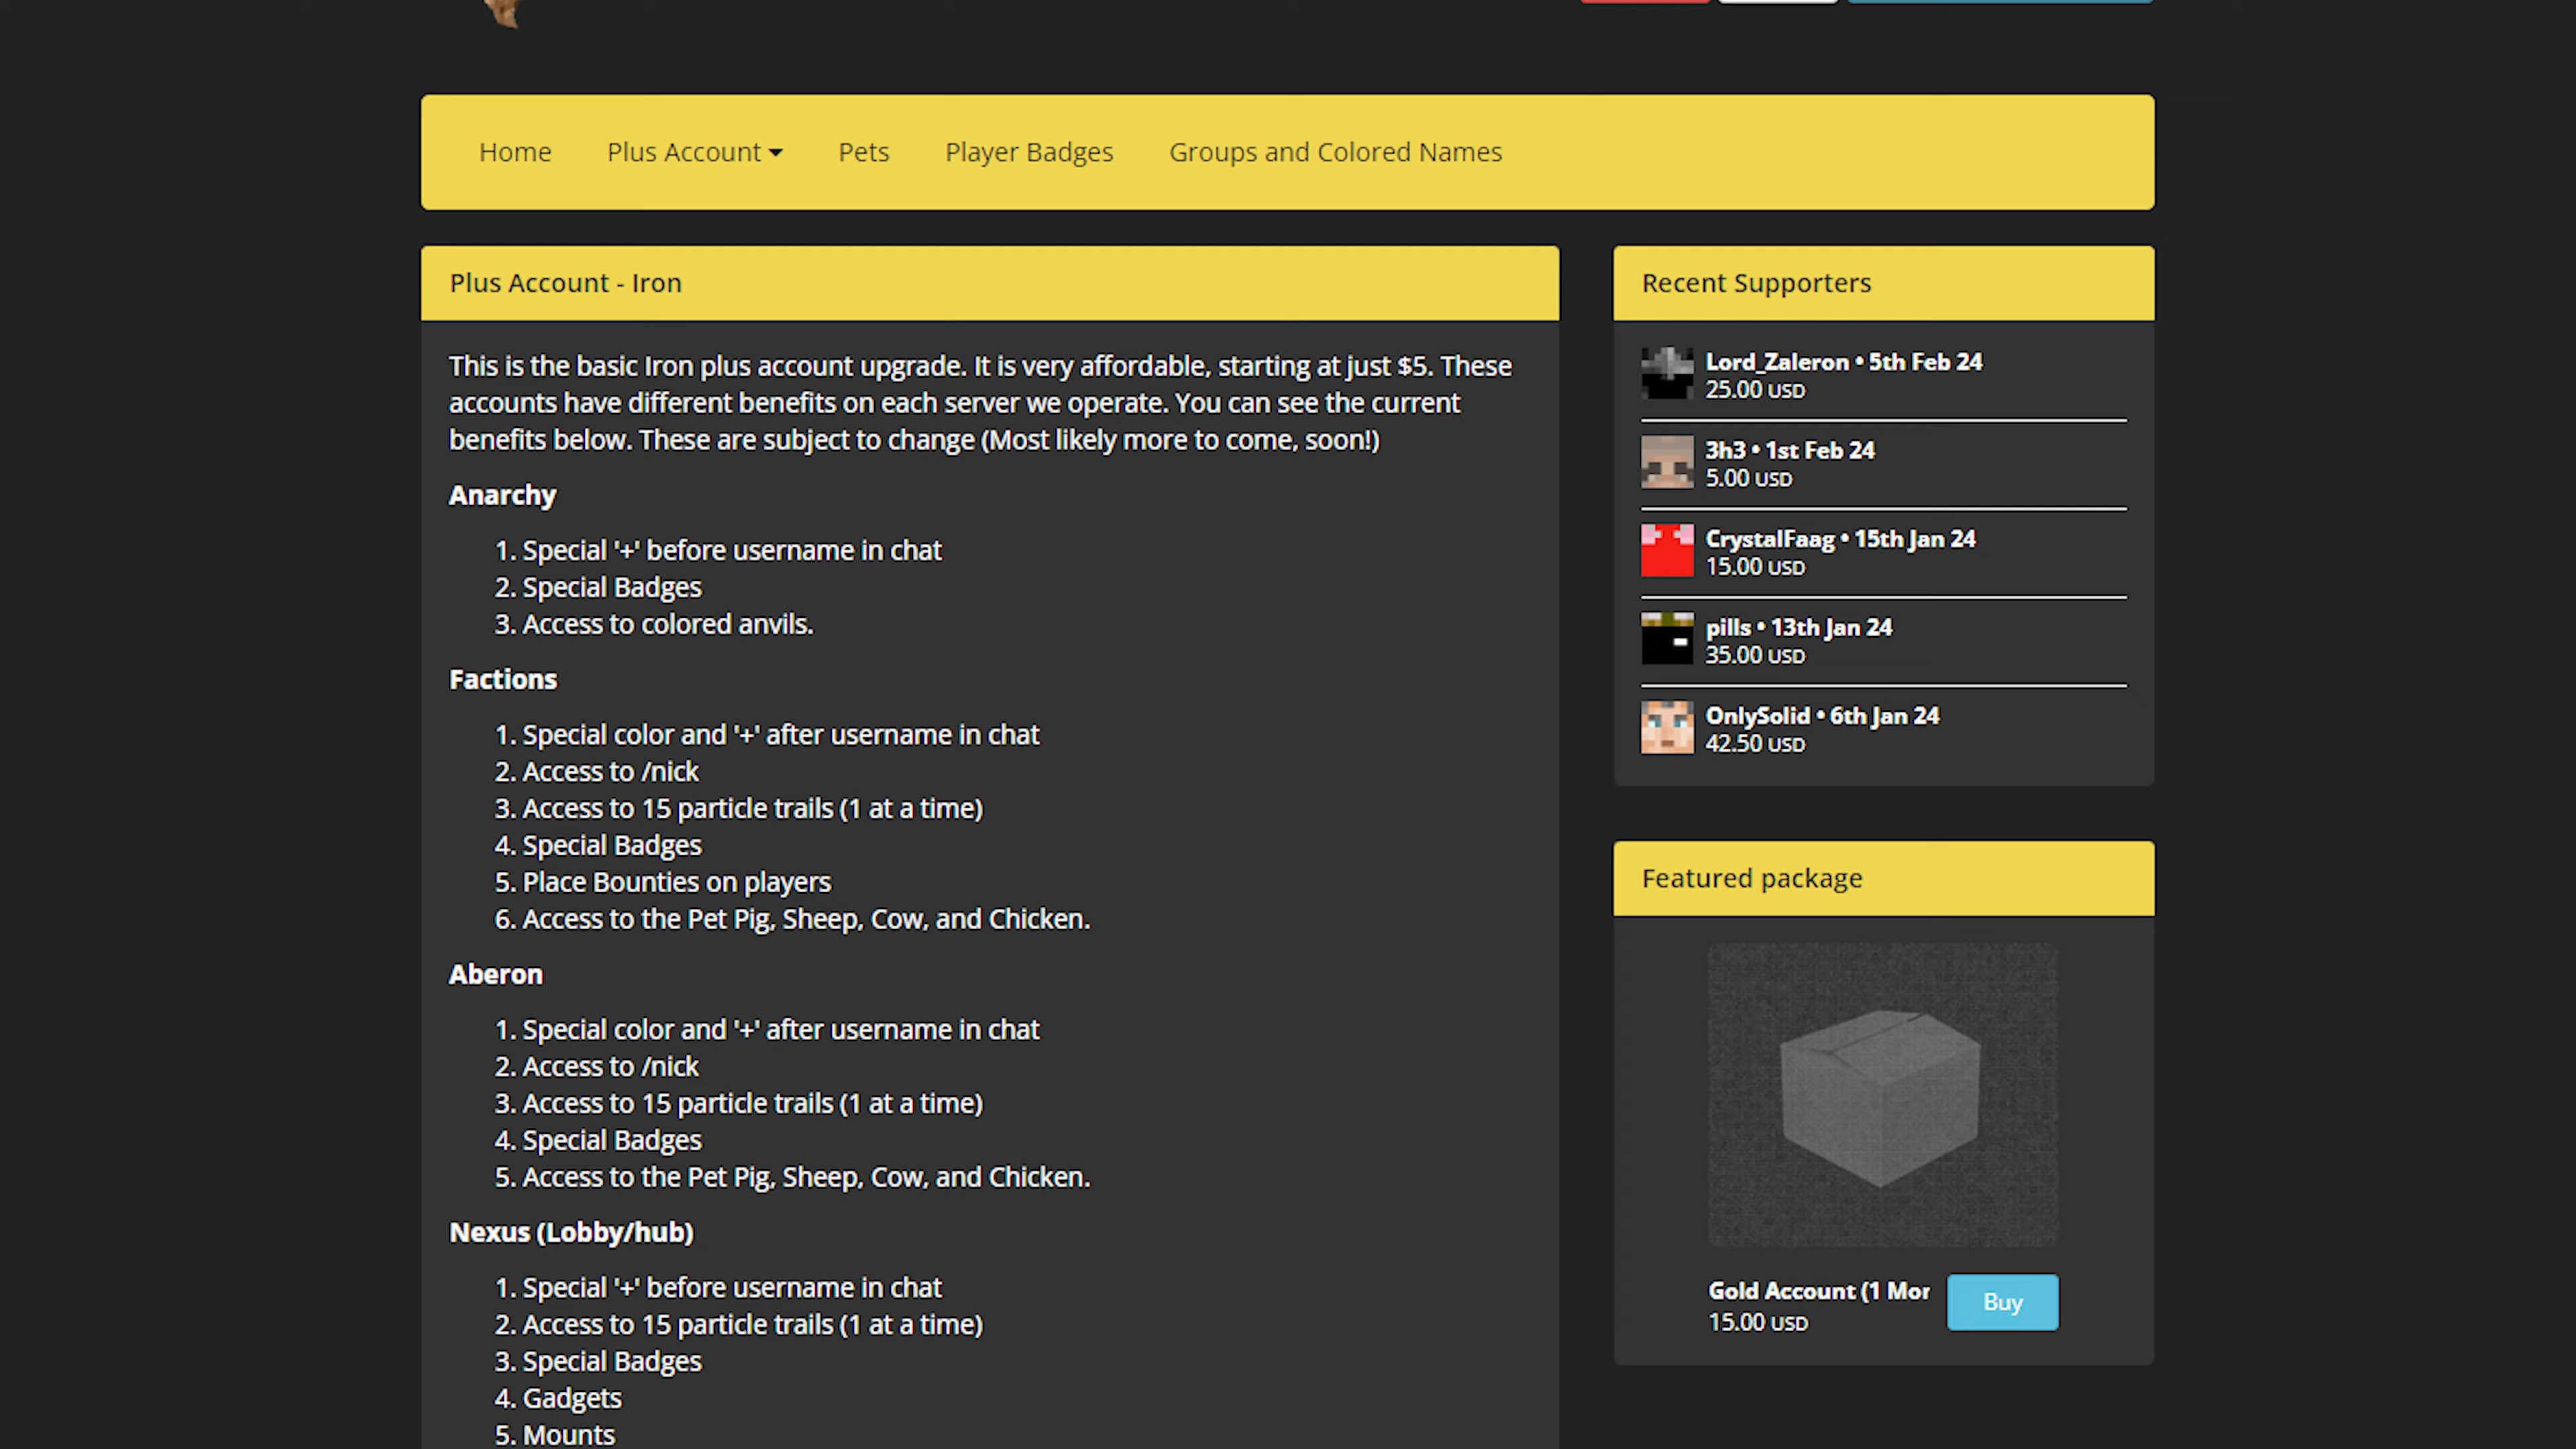 Home
Plus Account
Pets
Player Badges
Groups and Colored Names
Plus Account - Iron
This is the basic Iron plus account upgrade. It is very affordable, starting at just $5. These
accounts have different benefits on each server we operate. You can see the current
benefits below. These are subject to change (Most likely more to come, soon!)
Anarchy
1. Special '+' before username in chat
2. Special Badges
3. Access to colored anvils.
Factions
1. Special color and '+' after username in chat
2. Access to /nick
3. Access to 15 particle trails (1 at a time)
4. Special Badges
5. Place Bounties on players
6. Access to the Pet Pig, Sheep, Cow, and Chicken.
Aberon
1. Special color and '+' after username in chat
2. Access to /nick
3. Access to 15 particle trails (1 at a time)
4. Special Badges
5. Access to the Pet Pig, Sheep, Cow, and Chicken.
Nexus (Lobby/hub)
1. Special '+' before username in chat
2. Access to 15 particle trails (1 at a time)
3. Special Badges
4. Gadgets
5. Mounts
Recent Supporters
Lord_Zaleron • 5th Feb 24
25.00 USD
3h3 • 1st Feb 24
5.00 USD
CrystalFaag • 15th Jan 24
15.00 USD
pills • 13th Jan 24
35.00 USD
OnlySolid • 6th Jan 24
42.50 USD
Featured package
Gold Account (1 Mor
15.00 USD
Buy